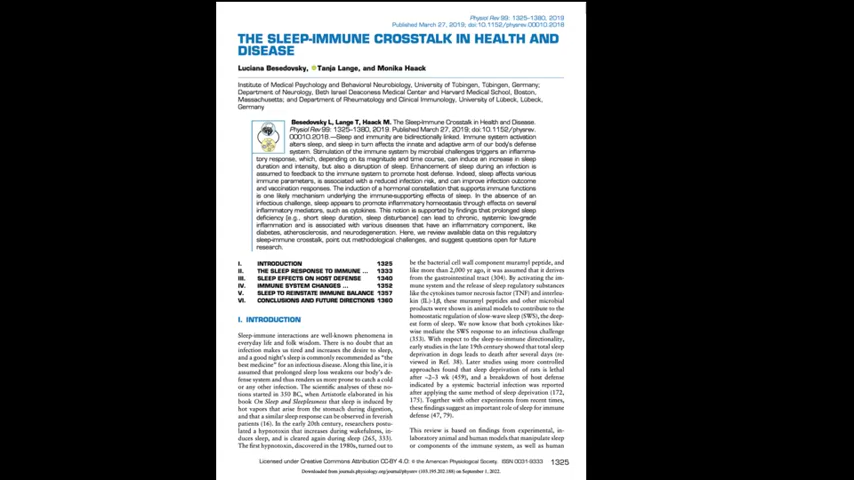 Physiol Rev 99: 1325–1380, 2019
Published March 27, 2019; doi:10.1152/physrev.00010.2018
THE SLEEP-IMMUNE CROSSTALK IN HEALTH AND
DISEASE
Luciana Besedovsky, Tanja Lange, and Monika Haack
Institute of Medical Psychology and Behavioral Neurobiology, University of Tübingen, Tübingen, Germany;
Department of Neurology, Beth Israel Deaconess Medical Center and Harvard Medical School, Boston,
Massachusetts; and Department of Rheumatology and Clinical Immunology, University of Lübeck, Lübeck,
Germany
Besedovsky L, Lange T, Haack M. The Sleep-Immune Crosstalk in Health and Disease.
Physiol Rev 99: 1325–1380, 2019. Published March 27, 2019; doi:10.1152/physrev.
00010.2018.—Sleep and immunity are bidirectionally linked. Immune system activation
alters sleep, and sleep in turn affects the innate and adaptive arm of our body's defense
system. Stimulation of the immune system by microbial challenges triggers an inflamma-
tory response, which, depending on its magnitude and time course, can induce an increase in sleep
duration and intensity, but also a disruption of sleep. Enhancement of sleep during an infection is
assumed to feedback to the immune system to promote host defense. Indeed, sleep affects various
immune parameters, is associated with a reduced infection risk, and can improve infection outcome
and vaccination responses. The induction of a hormonal constellation that supports immune functions
is one likely mechanism underlying the immune-supporting effects of sleep. In the absence of an
infectious challenge, sleep appears to promote inflammatory homeostasis through effects on several
inflammatory mediators, such as cytokines. This notion is supported by findings that prolonged sleep
deficiency (e.g., short sleep duration, sleep disturbance) can lead to chronic, systemic low-grade
inflammation and is associated with various diseases that have an inflammatory component, like
diabetes, atherosclerosis, and neurodegeneration. Here, we review available data on this regulatory
sleep-immune crosstalk, point out methodological challenges, and suggest questions open for future
research.
I. INTRODUCTION 1325
II. THE SLEEP RESPONSE TO IMMUNE ... 1333
III. SLEEP EFFECTS ON HOST DEFENSE 1340
IV. IMMUNE SYSTEM CHANGES ... 1352
V. SLEEP TO REINSTATE IMMUNE BALANCE 1357
VI. CONCLUSIONS AND FUTURE DIRECTIONS 1360
I. INTRODUCTION
Sleep-immune interactions are well-known phenomena in
everyday life and folk wisdom. There is no doubt that an
infection makes us tired and increases the desire to sleep,
and a good night's sleep is commonly recommended as "the
best medicine" for an infectious disease. Along this line, it is
assumed that prolonged sleep loss weakens our body's de-
fense system and thus renders us more prone to catch a cold
or any other infection. The scientific analyses of these no-
tions started in 350 BC, when Artistotle elaborated in his
book On Sleep and Sleeplessness that sleep is induced by
hot vapors that arise from the stomach during digestion,
and that a similar sleep response can be observed in feverish
patients (16). In the early 20th century, researchers postu-
lated a hypnotoxin that increases during wakefulness, in-
duces sleep, and is cleared again during sleep (265, 333).
The first hypnotoxin, discovered in the 1980s, turned out to
be the bacterial cell wall component muramyl peptide, and
like more than 2,000 yr ago, it was assumed that it derives
from the gastrointestinal tract (304). By activating the im-
mune system and the release of sleep regulatory substances
like the cytokines tumor necrosis factor (TNF) and interleu-
kin (IL)-1β, these muramyl peptides and other microbial
products were shown in animal models to contribute to the
homeostatic regulation of slow-wave sleep (SWS), the deep-
est form of sleep. We now know that both cytokines like-
wise mediate the SWS response to an infectious challenge
(353). With respect to the sleep-to-immune directionality,
early studies in the late 19th century showed that total sleep
deprivation in dogs leads to death after several days (re-
viewed in Ref. 38). Later studies using more controlled
approaches found that sleep deprivation of rats is lethal
after ~2–3 wk (459), and a breakdown of host defense
indicated by a systemic bacterial infection was reported
after applying the same method of sleep deprivation (172,
175). Together with other experiments from recent times,
these findings suggest an important role of sleep for immune
defense (47, 79).
This review is based on findings from experimental, in-
laboratory animal and human models that manipulate sleep
or components of the immune system, as well as human
Licensed under Creative Commons Attribution CC-BY 4.0: © the American Physiological Society. ISSN 0031-9333 1325
Downloaded from journals.physiology.org/journal/physrev (103.195.202.188) on September 1, 2022.